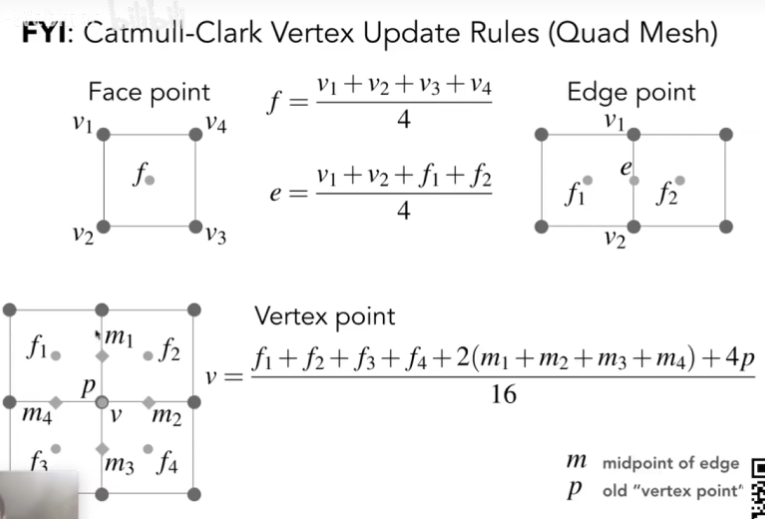 FYI: Catmull-Clark Vertex Update Rules (Quad Mesh)
Face point
v1 v4
f
v2 v3
f = (v1 + v2 + v3 + v4) / 4
e = (v1 + v2 + f1 + f2) / 4
Edge point
v1
e
f1 f2
v2
Vertex point
f1 m1 f2
p
m4 v m2
f3 m3 f4
v = (f1 + f2 + f3 + f4 + 2(m1 + m2 + m3 + m4) + 4p) / 16
m midpoint of edge
p old "vertex point"